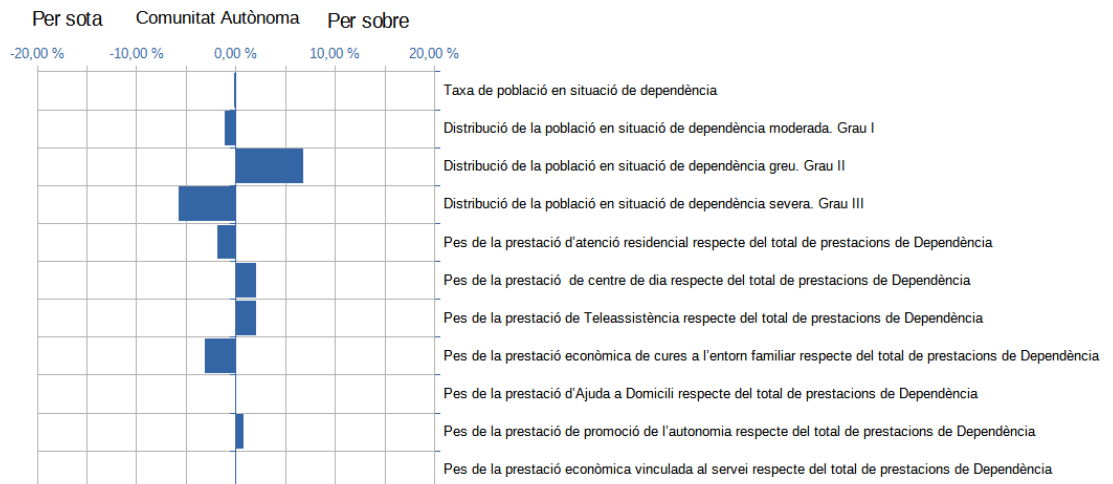 Per sota Comunitat Autònoma Per sobre
-20,00 % -10,00 % 0,00 % 10,00 % 20,00 %
Taxa de població en situació de dependència
Distribució de la població en situació de dependència moderada. Grau I
Distribució de la població en situació de dependència greu. Grau II
Distribució de la població en situació de dependència severa. Grau III
Pes de la prestació d’atenció residencial respecte del total de prestacions de Dependència
Pes de la prestació  de centre de dia respecte del total de prestacions de Dependència
Pes de la prestació de Teleassistència respecte del total de prestacions de Dependència
Pes de la prestació econòmica de cures a l’entorn familiar respecte del total de prestacions de Dependència
Pes de la prestació d’Ajuda a Domicili respecte del total de prestacions de Dependència
Pes de la prestació de promoció de l’autonomia respecte del total de prestacions de Dependència
Pes de la prestació econòmica vinculada al servei respecte del total de prestacions de Dependència